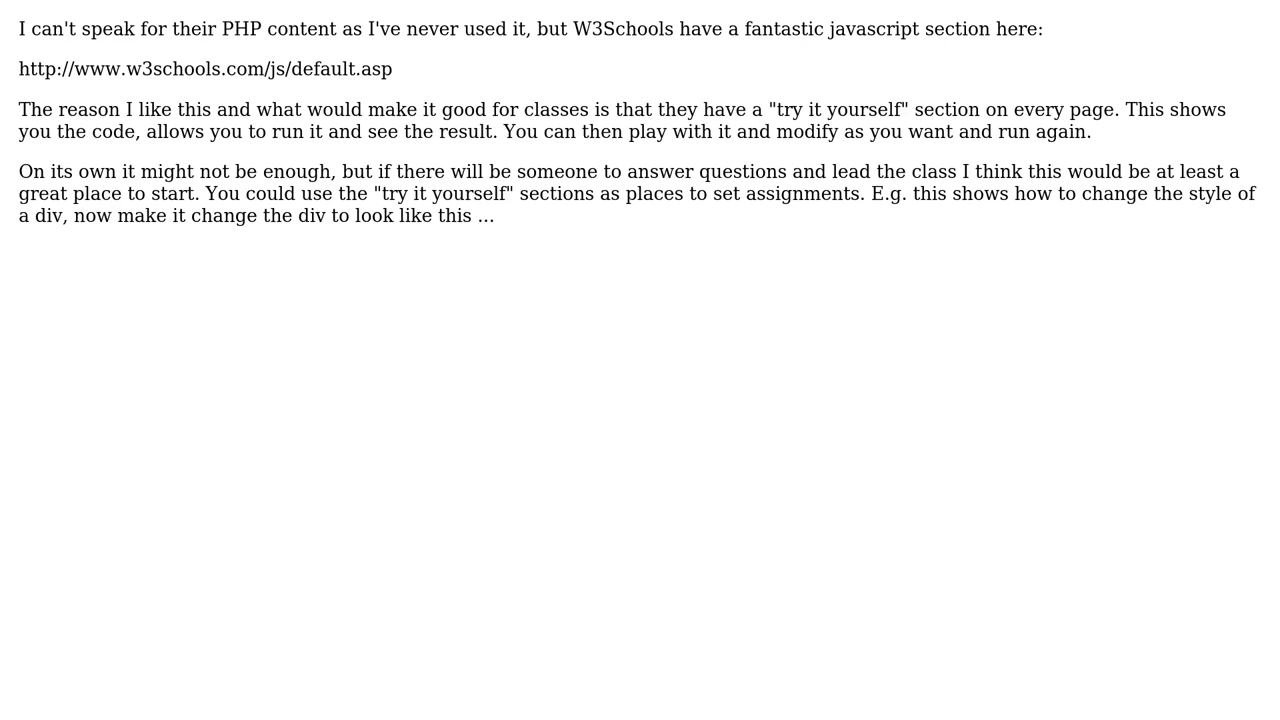 I can't speak for their PHP content as I've never used it, but W3Schools have a fantastic javascript section here:
http://www.w3schools.com/js/default.asp
The reason I like this and what would make it good for classes is that they have a "try it yourself" section on every page. This shows
you the code, allows you to run it and see the result. You can then play with it and modify as you want and run again.
On its own it might not be enough, but if there will be someone to answer questions and lead the class I think this would be at least a
great place to start. You could use the "try it yourself" sections as places to set assignments. E.g. this shows how to change the style of
a div, now make it change the div to look like this ...